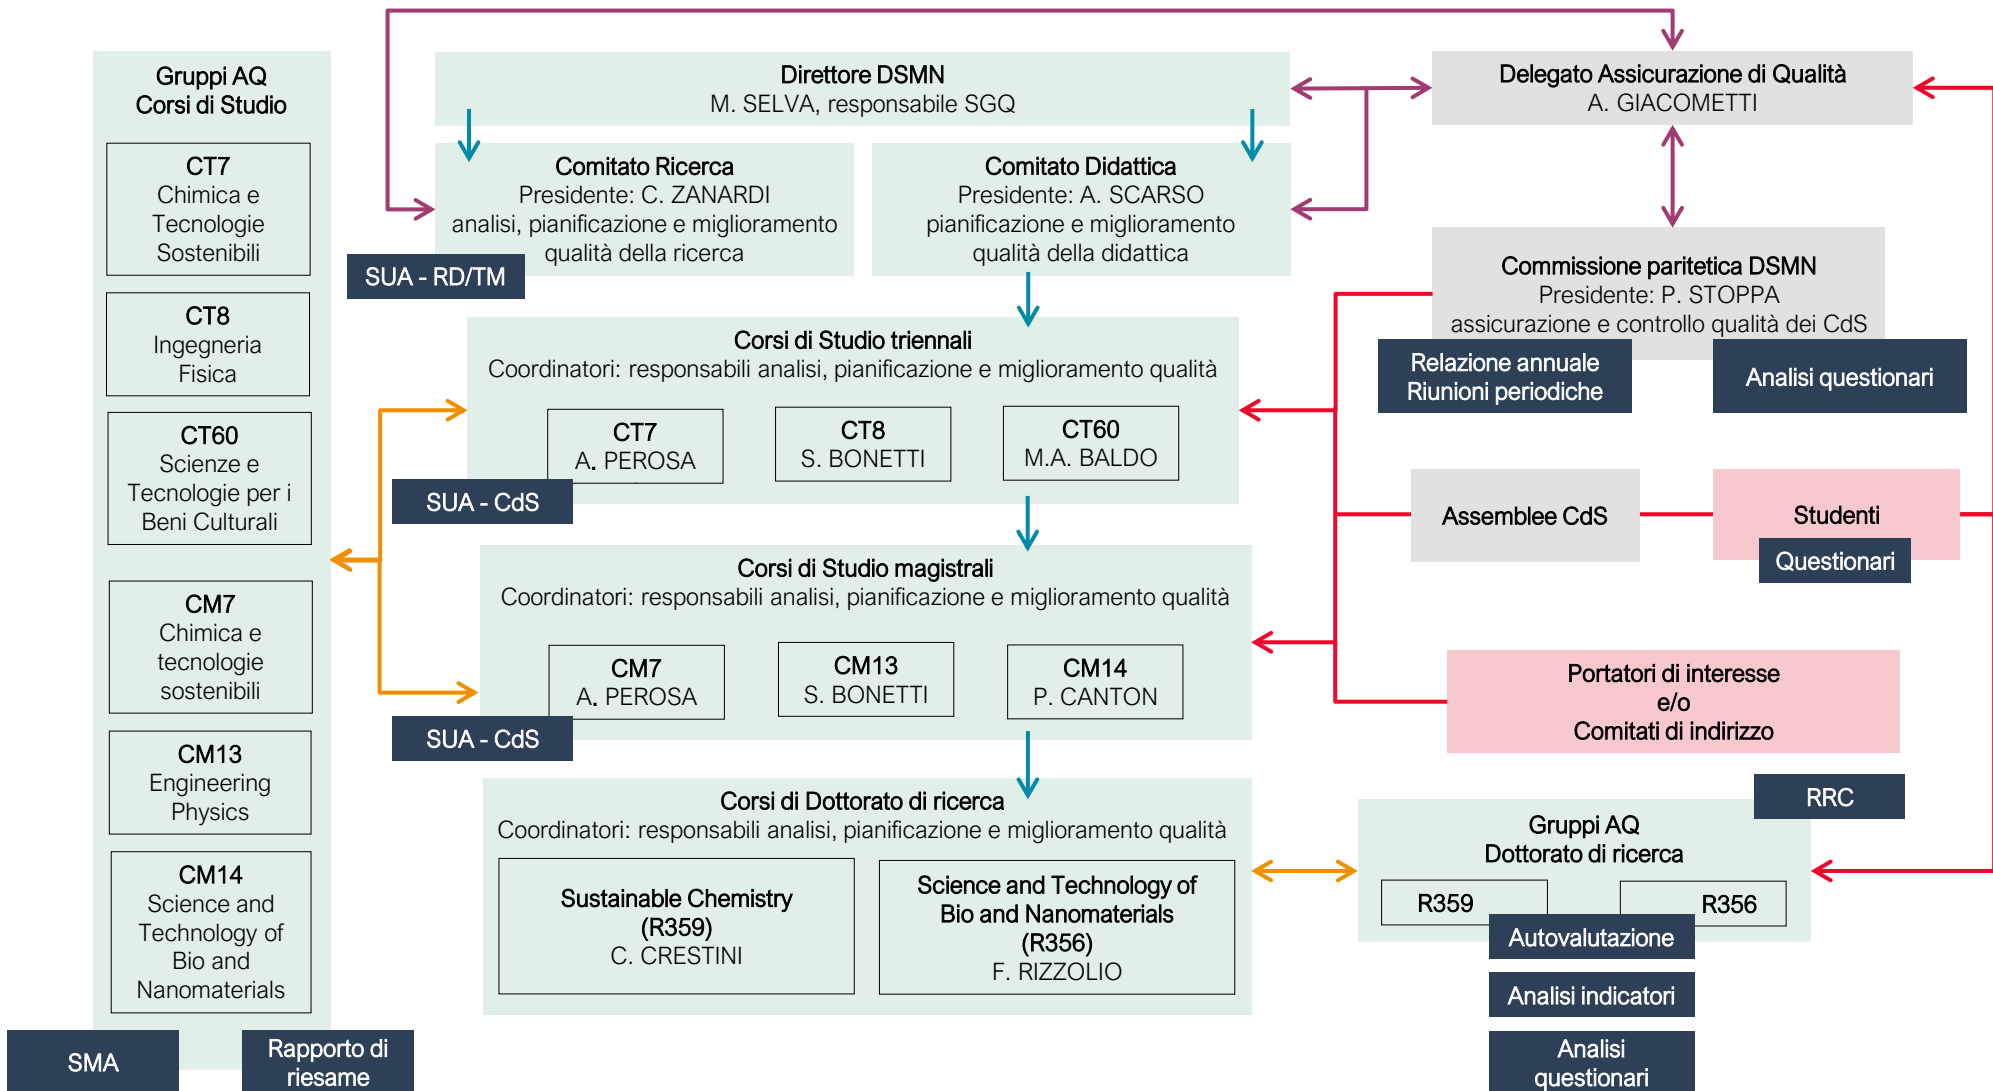 Gruppi AQ
Corsi di Studio
CT7
Chimica e
Tecnologie
Sostenibili
CT8
Ingegneria
Fisica
CT60
Scienze e
Tecnologie per i
Beni Culturali
CM7
Chimica e
tecnologie
sostenibili
CM13
Engineering
Physics
CM14
Science and
Technology of
Bio and
Nanomaterials
SMA
Rapporto di
riesame
Direttore DSMN
M. SELVA, responsabile SGQ
Comitato Ricerca
Presidente: C. ZANARDI
analisi, pianificazione e miglioramento
qualità della ricerca
SUA - RD/TM
Comitato Didattica
Presidente: A. SCARSO
pianificazione e miglioramento
qualità della didattica
Corsi di Studio triennali
Coordinatori: responsabili analisi, pianificazione e miglioramento qualità
CT7
A. PEROSA
CT8
S. BONETTI
CT60
M.A. BALDO
SUA - CdS
Corsi di Studio magistrali
Coordinatori: responsabili analisi, pianificazione e miglioramento qualità
CM7
A. PEROSA
CM13
S. BONETTI
CM14
P. CANTON
SUA - CdS
Corsi di Dottorato di ricerca
Coordinatori: responsabili analisi, pianificazione e miglioramento qualità
Sustainable Chemistry
(R359)
C. CRESTINI
Science and Technology of
Bio and Nanomaterials
(R356)
F. RIZZOLIO
Delegato Assicurazione di Qualità
A. GIACOMETTI
Commissione paritetica DSMN
Presidente: P. STOPPA
assicurazione e controllo qualità dei CdS
Relazione annuale
Riunioni periodiche
Analisi questionari
Assemblee CdS
Studenti
Questionari
Portatori di interesse
e/o
Comitati di indirizzo
RRC
Gruppi AQ
Dottorato di ricerca
R359
R356
Autovalutazione
Analisi indicatori
Analisi
questionari